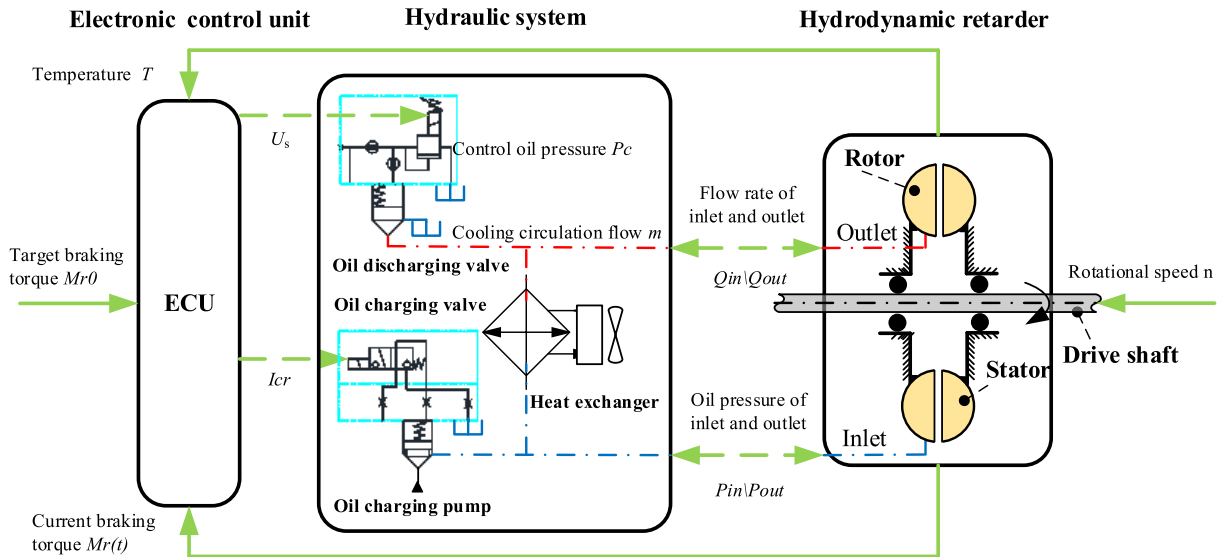 Electronic control unit
Hydraulic system
Hydrodynamic retarder
Temperature T
Us
Control oil pressure Pc
Rotor
Flow rate of
inlet and outlet
Cooling circulation flow m
Outlet
Target braking
torque Mr0
Oil discharging valve
Qin\Qout
Rotational speed n
ECU
Oil charging valve
Drive shaft
Icr
Stator
Heat exchanger
Oil pressure of
inlet and outlet
Inlet
Oil charging pump
Pin\Pout
Current braking
torque Mr(t)